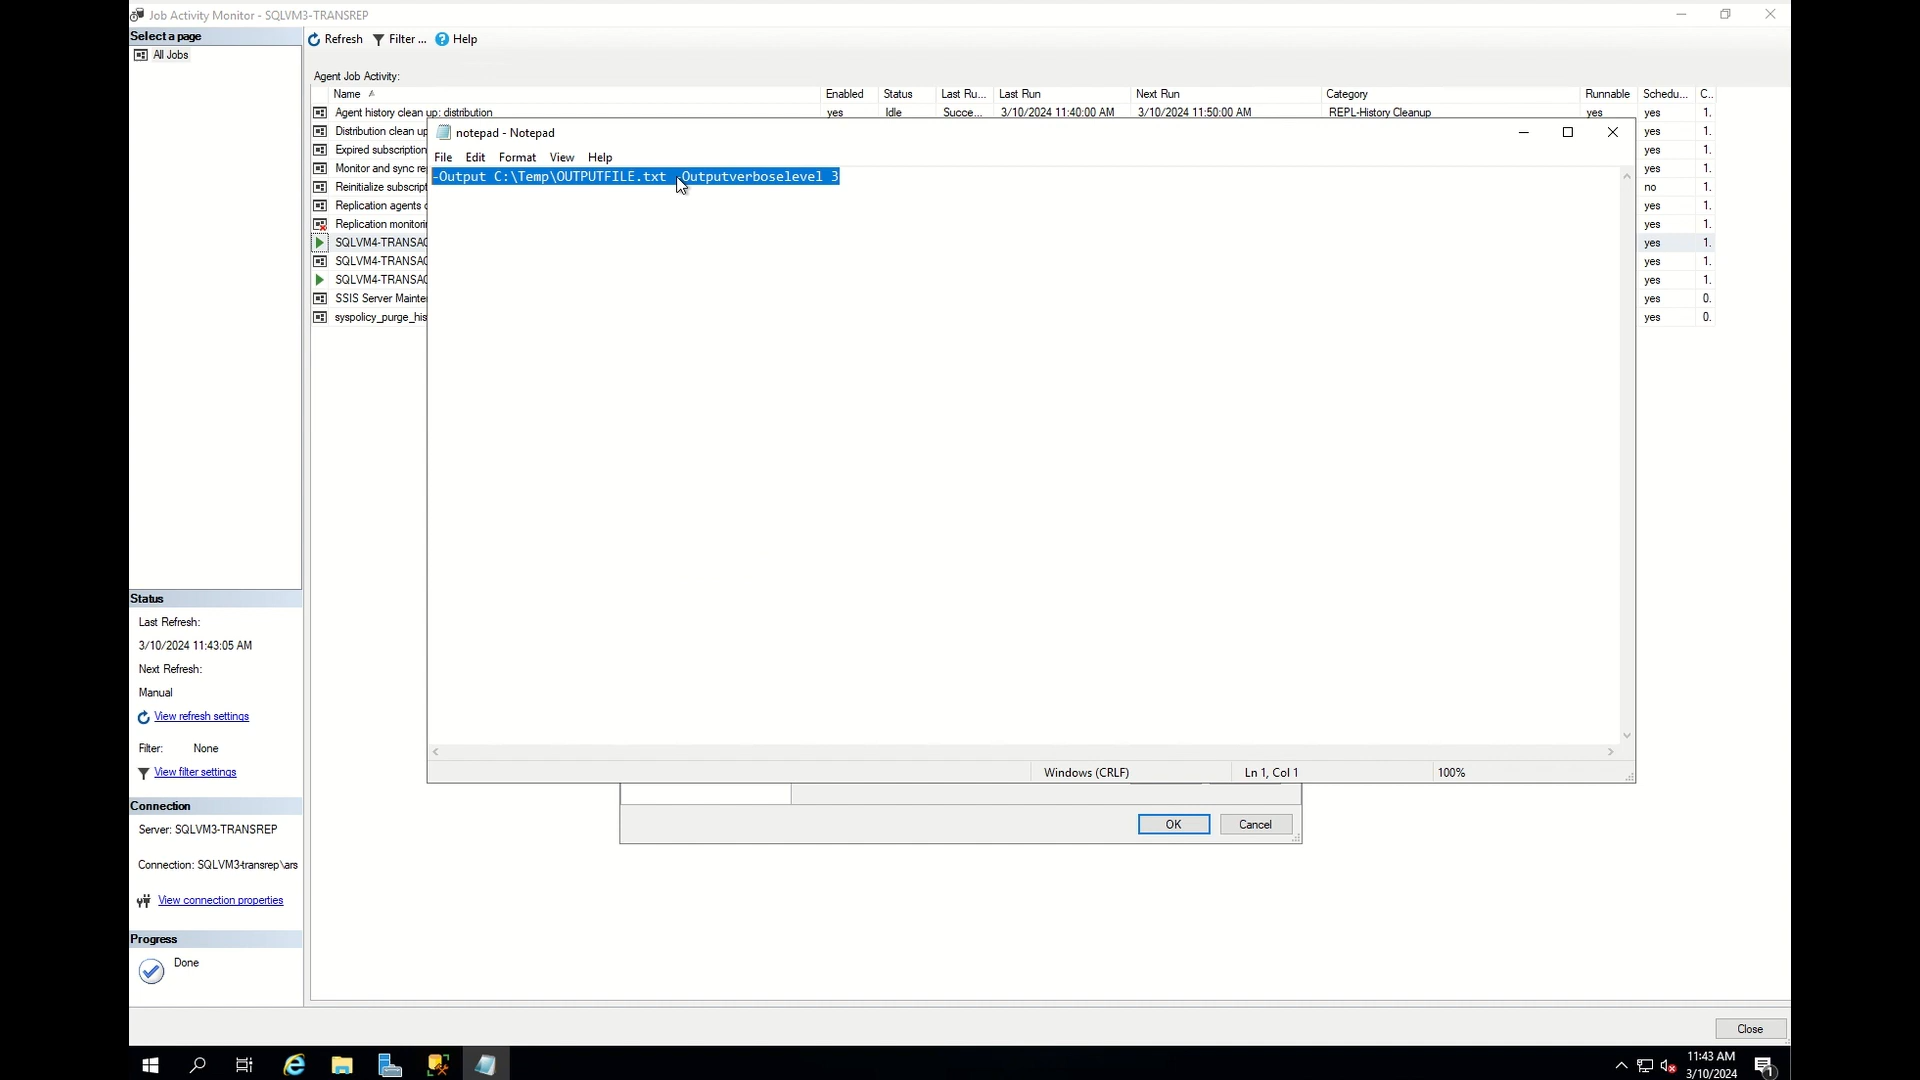 Job Activity Monitor - SQLVM3-TRANSREP
Select a page
All Jobs
Refresh Filter ... Help
Agent Job Activity:
Name Enabled Status Last Ru... Last Run Next Run Category Runnable Schedu... C..
Agent history clean up: distribution yes Idle Succe... 3/10/2024 11:40:00 AM 3/10/2024 11:50:00 AM REPL-History Cleanup yes yes 1.
Distribution clean up yes 1.
Expired subscription yes 1.
Monitor and sync re yes 1.
Reinitialize subscript no 1.
Replication agents yes 1.
Replication monitori yes 1.
SQLVM4-TRANSAC yes 1.
SQLVM4-TRANSAC yes 1.
SQLVM4-TRANSAC yes 1.
SSIS Server Mainte yes 0.
syspolicy_purge_his yes 0.
notepad - Notepad
File Edit Format View Help
-Output C:\Temp\OUTPUTFILE.txt -Outputverboselevel 3
Windows (CRLF) Ln 1, Col 1 100%
OK Cancel
Status
Last Refresh:
3/10/2024 11:43:05 AM
Next Refresh:
Manual
View refresh settings
Filter: None
View filter settings
Connection
Server: SQLVM3-TRANSREP
Connection: SQLVM3-transrep\ars
View connection properties
Progress
Done
Close
11:43 AM
3/10/2024
1